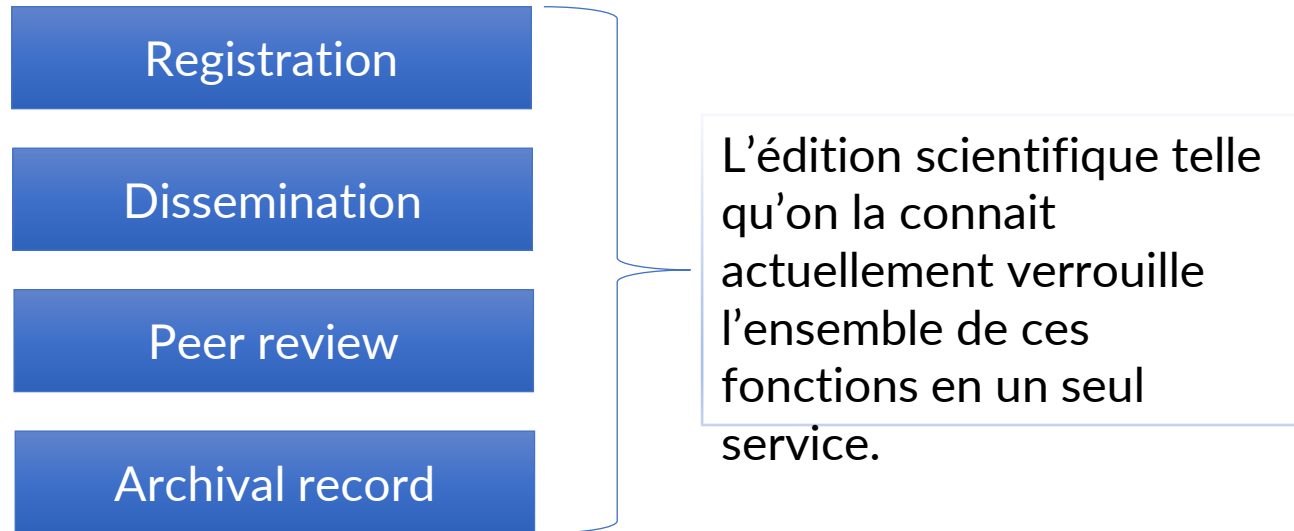 Registration
Dissemination
Peer review
Archival record
L’édition scientifique telle
qu’on la connait
actuellement verrouille
l’ensemble de ces
fonctions en un seul
service.